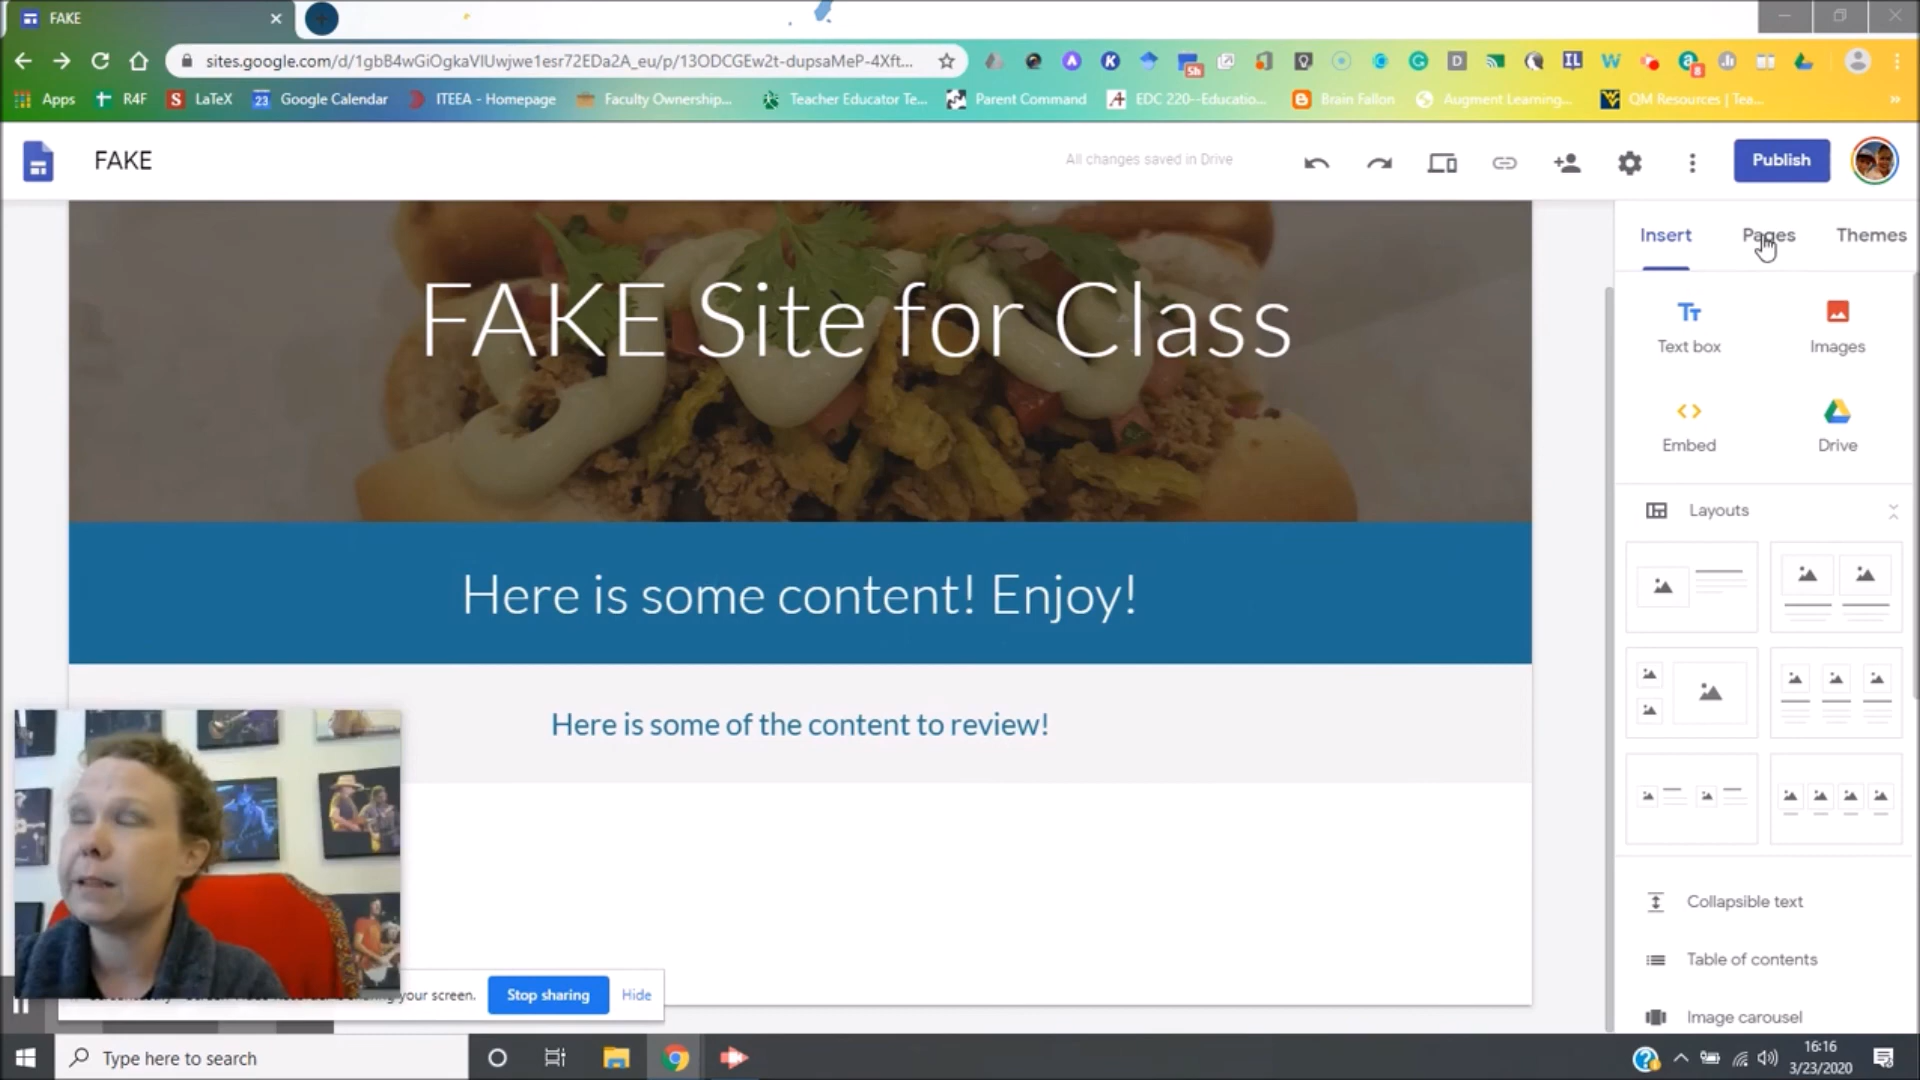 FAKE
sites.google.com/d/1gbB4wGiOgkaVlUwjwe1esr72EDa2A_eu/p/13ODCGEw2t-dupsaMeP-4Xft...
Apps R4F LaTeX Google Calendar ITEEA - Homepage Faculty Ownership... Teacher Educator Te... Parent Command EDC 220--Educatio... Brain Fallon Augment Learning... QM Resources | Tea... »
FAKE All changes saved in Drive Publish
Insert Pages Themes
FAKE Site for Class
Text box Images
Embed Drive
Layouts
Here is some content! Enjoy!
Here is some of the content to review!
Collapsible text
Table of contents
Image carousel
your screen. Stop sharing Hide
Type here to search
16:16
3/23/2020